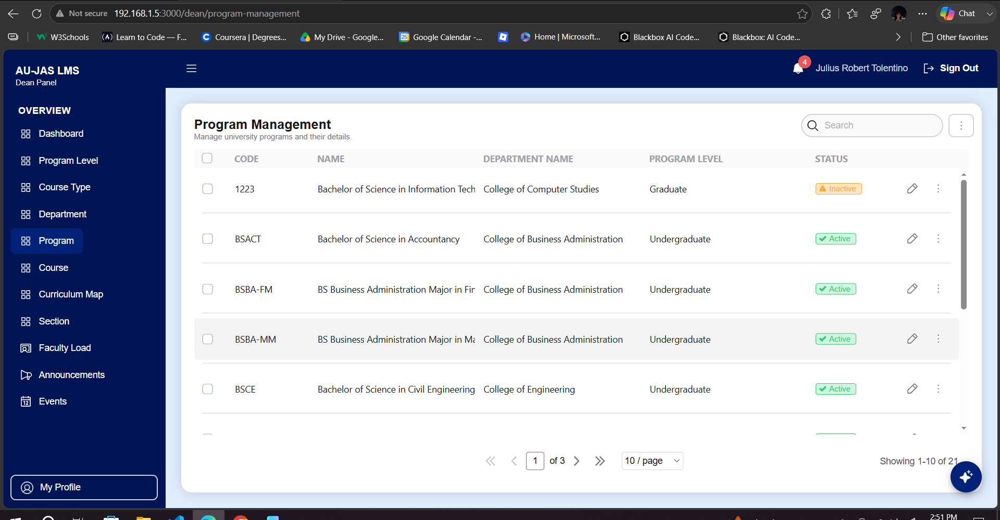 Not secure 192.168.1.5:3000/dean/program-management
Chat
W3Schools
Learn to Code — F...
Coursera | Degrees...
My Drive - Google...
25
Google Calendar -...
Home | Microsoft...
Blackbox AI Code...
Blackbox: AI Code...
Other favorites
AU-JAS LMS
Dean Panel
4
Julius Robert Tolentino
Sign Out
OVERVIEW
Dashboard
Program Level
Course Type
Department
Program
Course
Curriculum Map
Section
Faculty Load
Announcements
12
Events
My Profile
Program Management
Manage university programs and their details.
Search
CODE NAME DEPARTMENT NAME PROGRAM LEVEL STATUS
1223 Bachelor of Science in Information Tech College of Computer Studies Graduate Inactive
BSACT Bachelor of Science in Accountancy College of Business Administration Undergraduate Active
BSBA-FM BS Business Administration Major in Fin College of Business Administration Undergraduate Active
BSBA-MM BS Business Administration Major in Ma College of Business Administration Undergraduate Active
BSCE Bachelor of Science in Civil Engineering College of Engineering Undergraduate Active
1 of 3
10 / page
Showing 1-10 of 21
2:51 PM